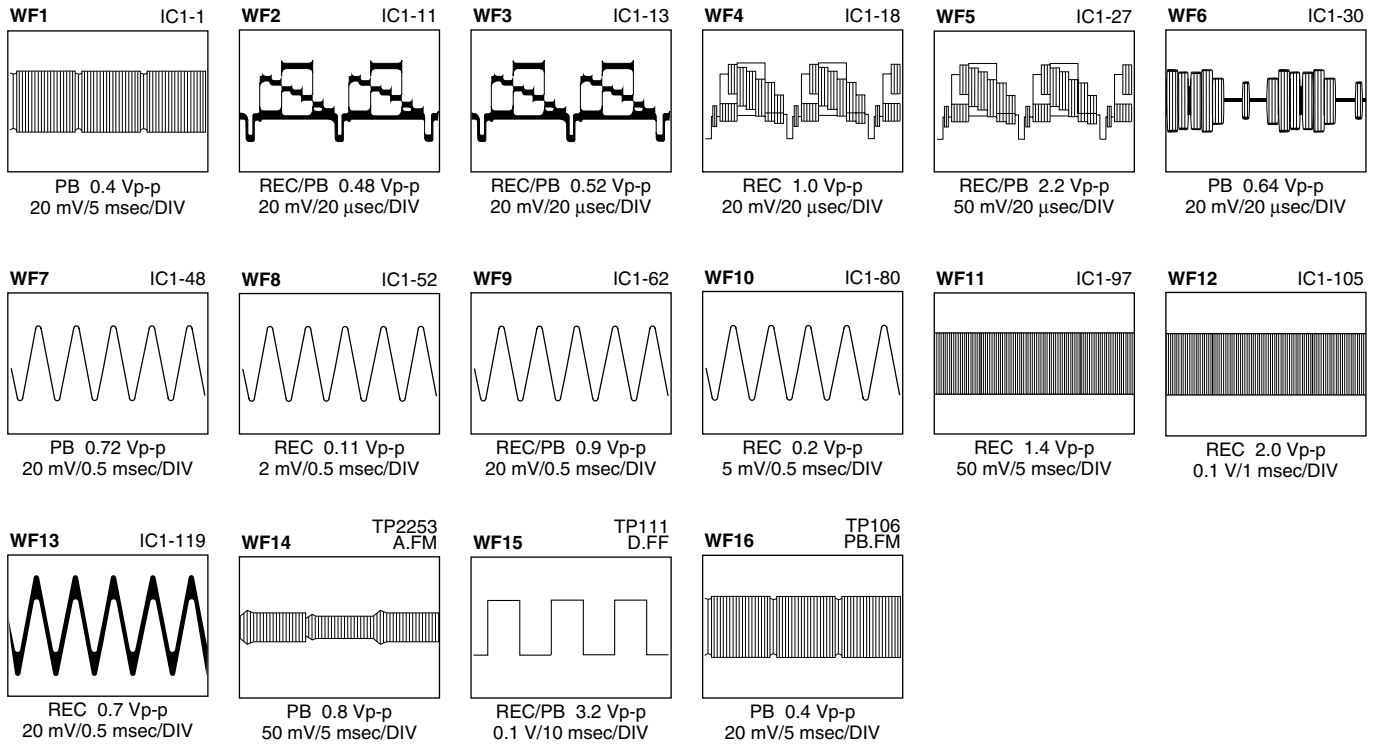 WF1 IC1-1
PB 0.4 Vp-p
20 mV/5 msec/DIV
WF2 IC1-11
REC/PB 0.48 Vp-p
20 mV/20 μsec/DIV
WF3 IC1-13
REC/PB 0.52 Vp-p
20 mV/20 μsec/DIV
WF4 IC1-18
REC 1.0 Vp-p
20 mV/20 μsec/DIV
WF5 IC1-27
REC/PB 2.2 Vp-p
50 mV/20 μsec/DIV
WF6 IC1-30
PB 0.64 Vp-p
20 mV/20 μsec/DIV
WF7 IC1-48
PB 0.72 Vp-p
20 mV/0.5 msec/DIV
WF8 IC1-52
REC 0.11 Vp-p
2 mV/0.5 msec/DIV
WF9 IC1-62
REC/PB 0.9 Vp-p
20 mV/0.5 msec/DIV
WF10 IC1-80
REC 0.2 Vp-p
5 mV/0.5 msec/DIV
WF11 IC1-97
REC 1.4 Vp-p
50 mV/5 msec/DIV
WF12 IC1-105
REC 2.0 Vp-p
0.1 V/1 msec/DIV
WF13 IC1-119
REC 0.7 Vp-p
20 mV/0.5 msec/DIV
TP2253
WF14 A.FM
PB 0.8 Vp-p
50 mV/5 msec/DIV
TP111
WF15 D.FF
REC/PB 3.2 Vp-p
0.1 V/10 msec/DIV
TP106
WF16 PB.FM
PB 0.4 Vp-p
20 mV/5 msec/DIV